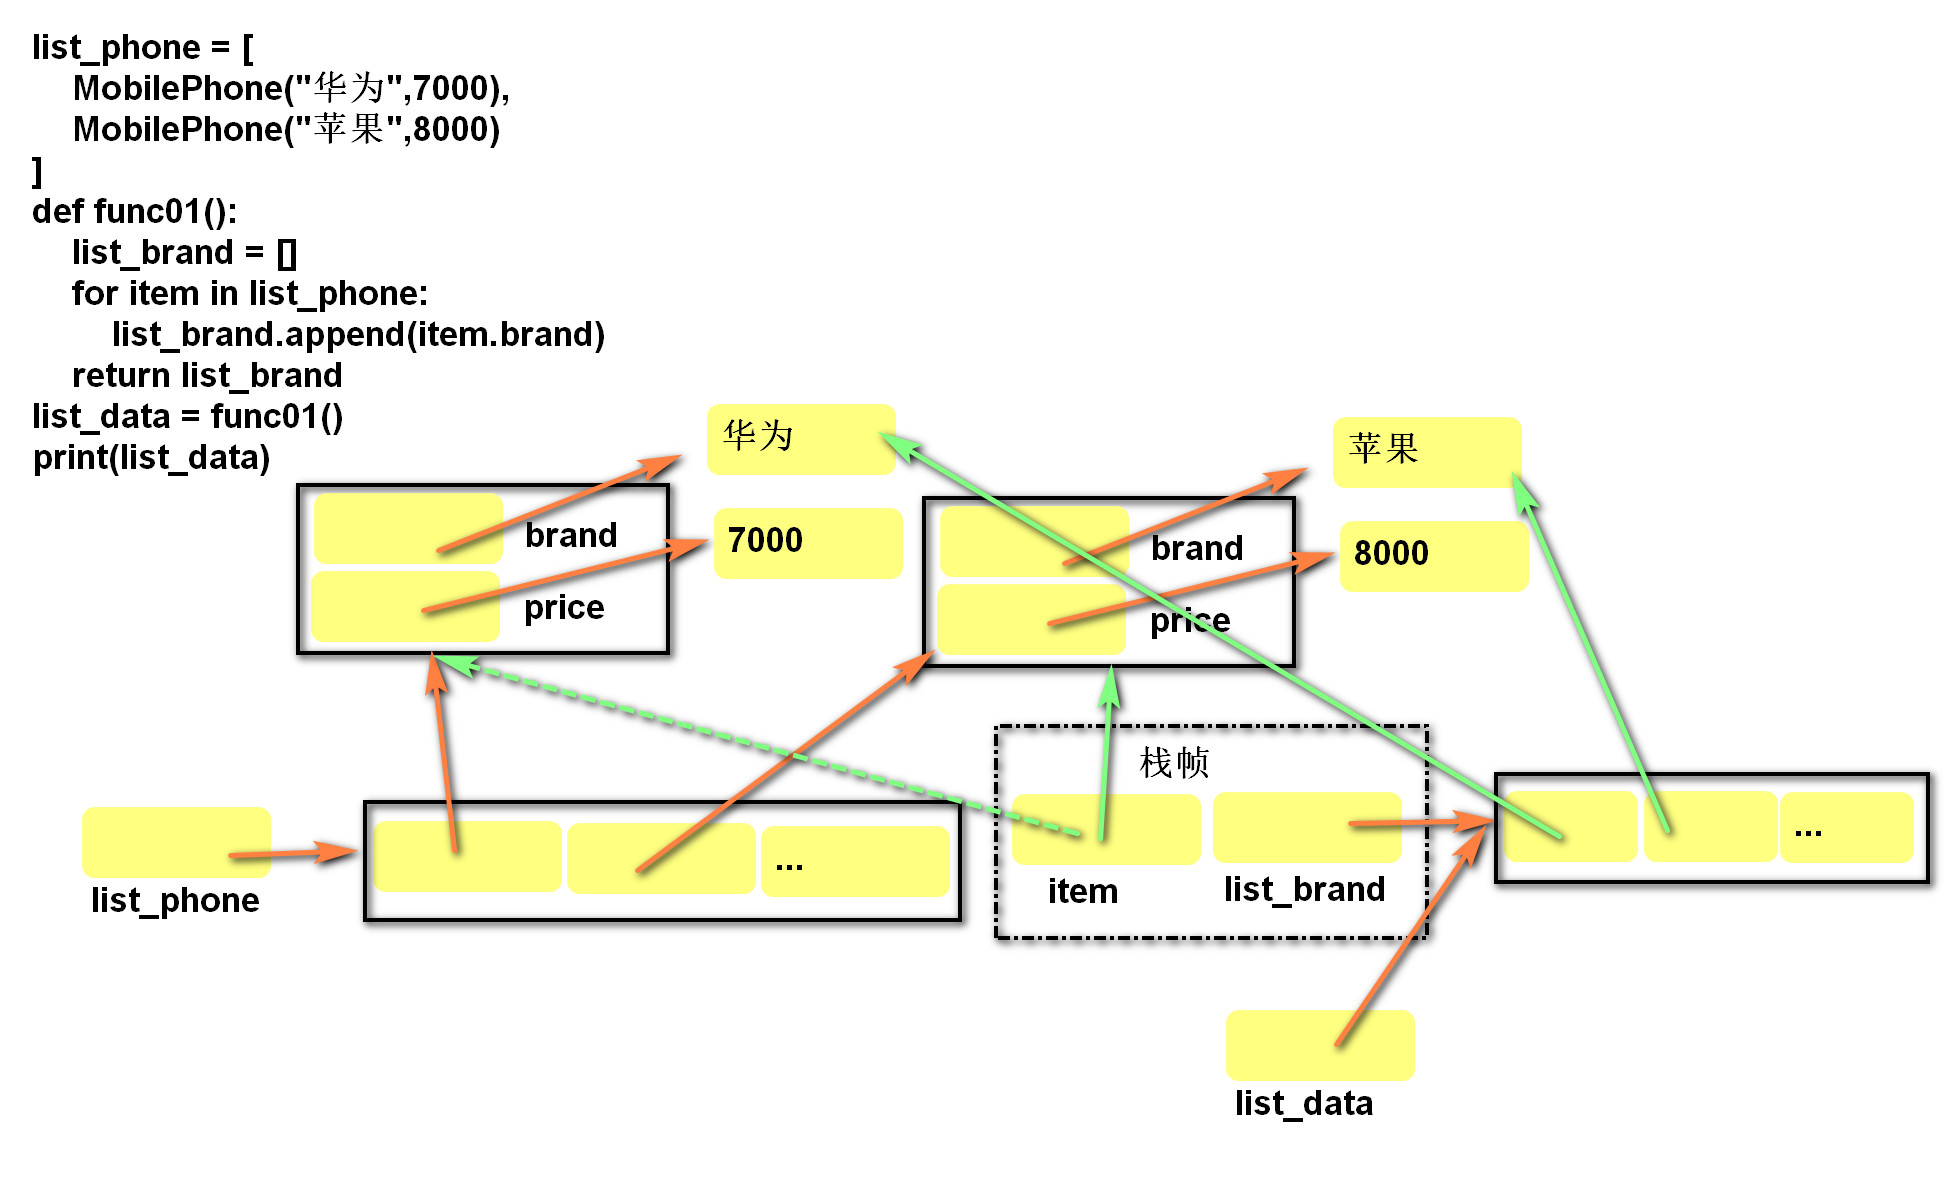 list_phone = [
    MobilePhone("华为",7000),
    MobilePhone("苹果",8000)
]
def func01():
    list_brand = []
    for item in list_phone:
        list_brand.append(item.brand)
    return list_brand
list_data = func01()
print(list_data)
华为
苹果
brand
7000
brand
8000
price
price
栈帧
...
...
list_phone
item
list_brand
list_data